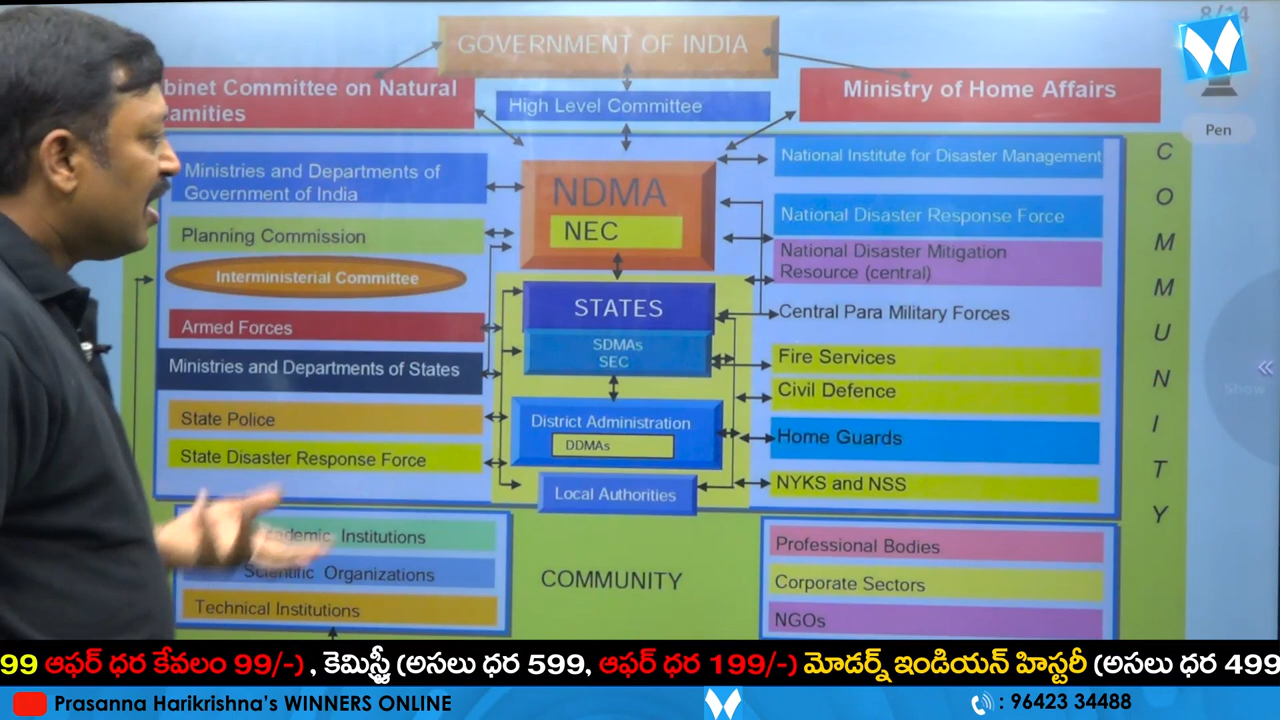 8/14
GOVERNMENT OF INDIA
binet Committee on Natural
lamities
High Level Committee
Ministry of Home Affairs
Pen
Ministries and Departments of
Government of India
Planning Commission
Interministerial Committee
Armed Forces
Ministries and Departments of States
State Police
State Disaster Response Force
NDMA
NEC
STATES
SDMAs
SEC
District Administration
DDMAs
Local Authorities
National Institute for Disaster Management
National Disaster Response Force
National Disaster Mitigation
Resource (central)
Central Para Military Forces
Fire Services
Civil Defence
Home Guards
NYKS and NSS
COMMUNITY
Show
ademic Institutions
Scientific Organizations
Technical Institutions
COMMUNITY
Professional Bodies
Corporate Sectors
NGOs
99 ఆఫర్ ధర కేవలం 99/-) , కెమిస్ట్రీ (అసలు ధర 599, ఆఫర్ ధర 199/-) మోడర్న్ ఇండియన్ హిస్టరీ (అసలు ధర 499
Prasanna Harikrishna's WINNERS ONLINE
: 96423 34488